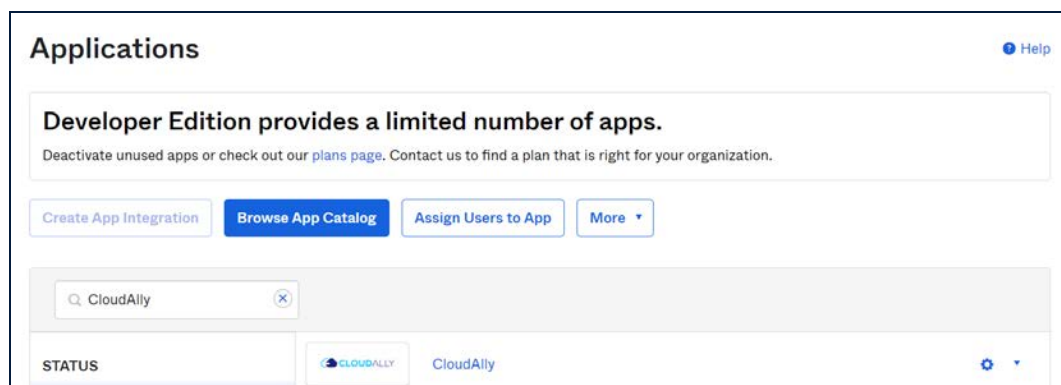 Applications
Help
Developer Edition provides a limited number of apps.
Deactivate unused apps or check out our plans page. Contact us to find a plan that is right for your organization.
Create App Integration Browse App Catalog Assign Users to App More
CloudAlly
STATUS CLOUDALLY CloudAlly